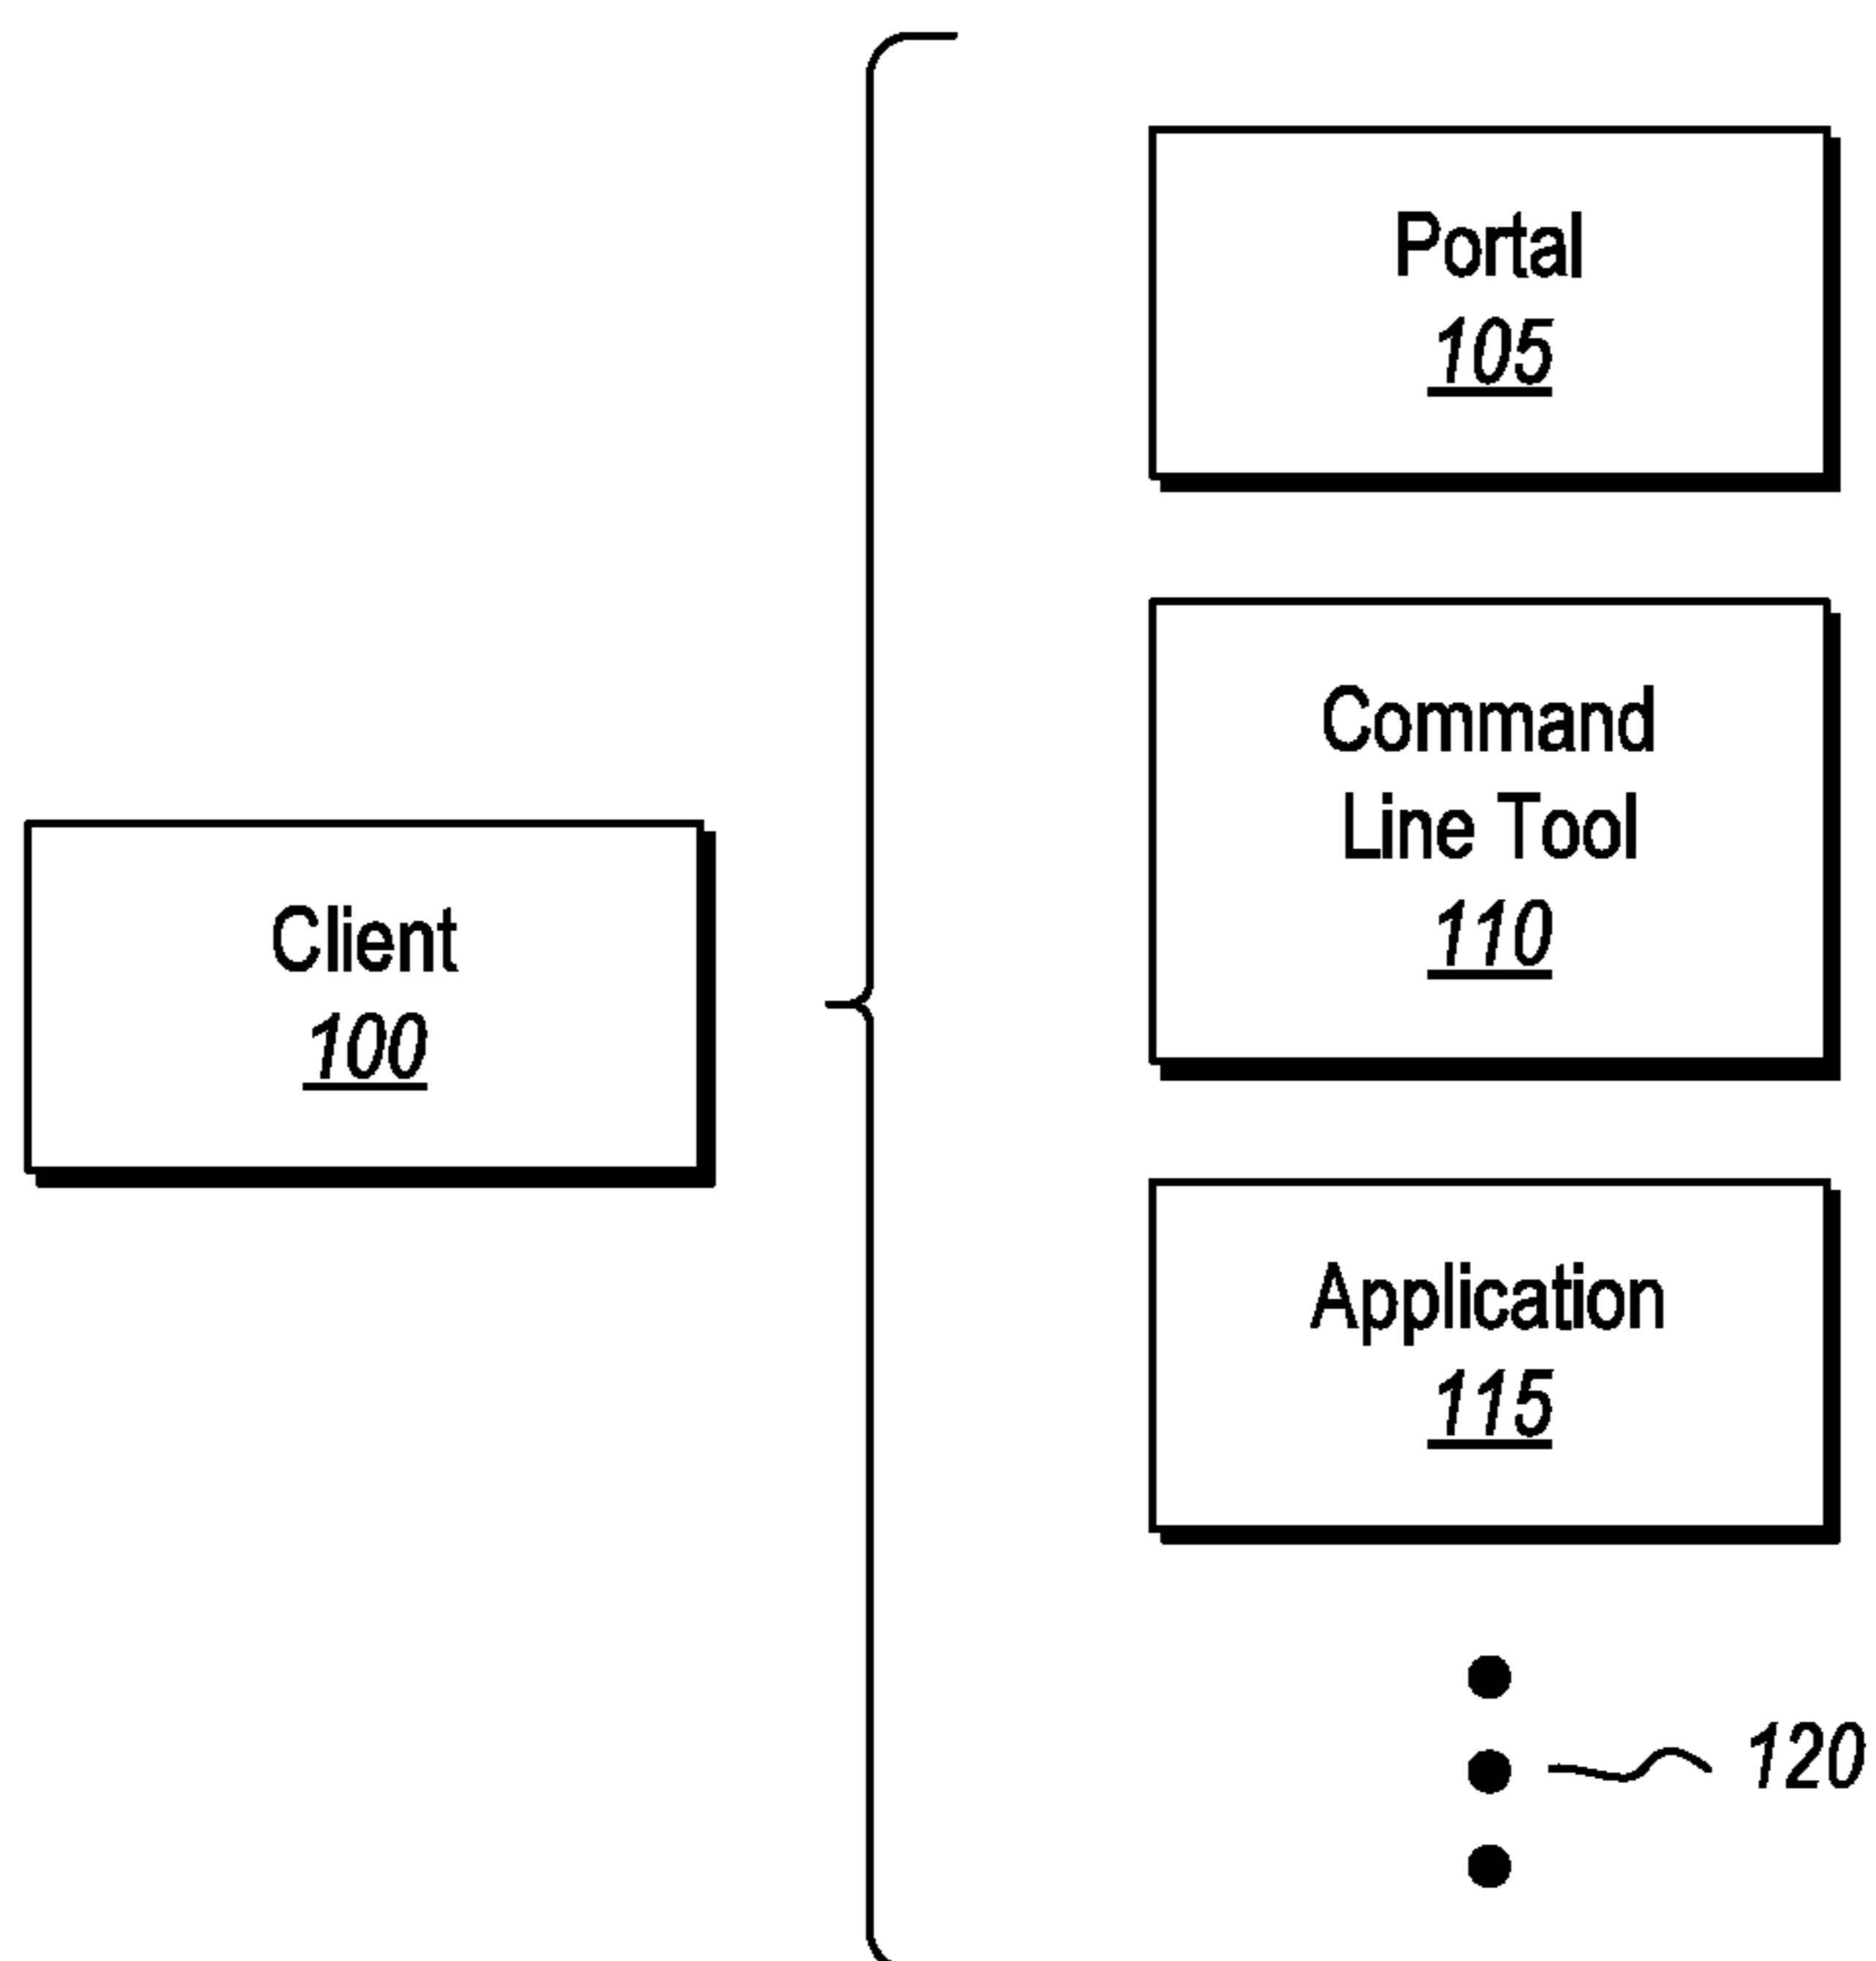 Portal
105
Command
Line Tool
110
Client
100
Application
115
120